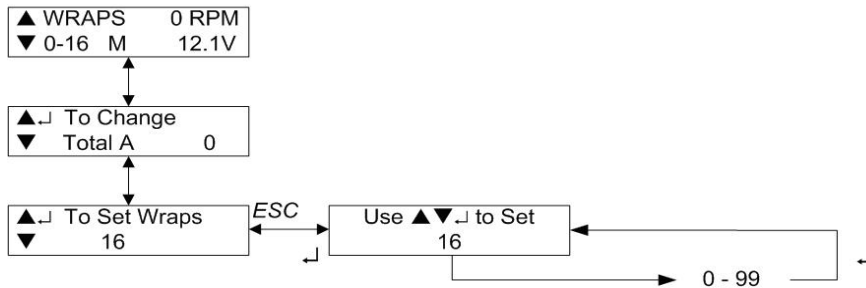 ▲ WRAPS 0 RPM
▼ 0-16 M 12.1V
▲↵ To Change
▼ Total A 0
▲↵ To Set Wraps
▼ 16
ESC
↵
Use ▲▼↵ to Set
16
0 - 99
↵